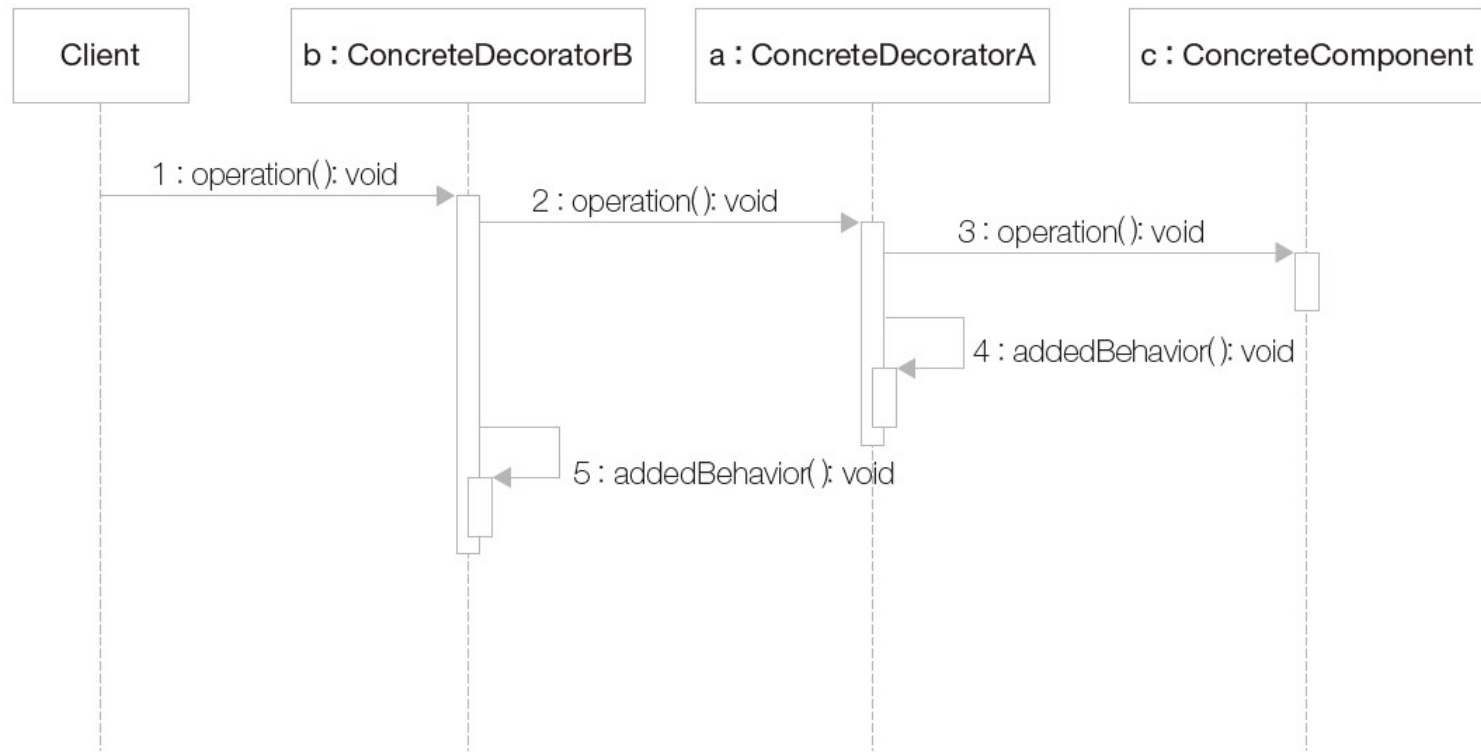 Client
b : ConcreteDecoratorB
a : ConcreteDecoratorA
c : ConcreteComponent
1 : operation(): void
2 : operation(): void
3 : operation(): void
4 : addedBehavior(): void
5 : addedBehavior(): void